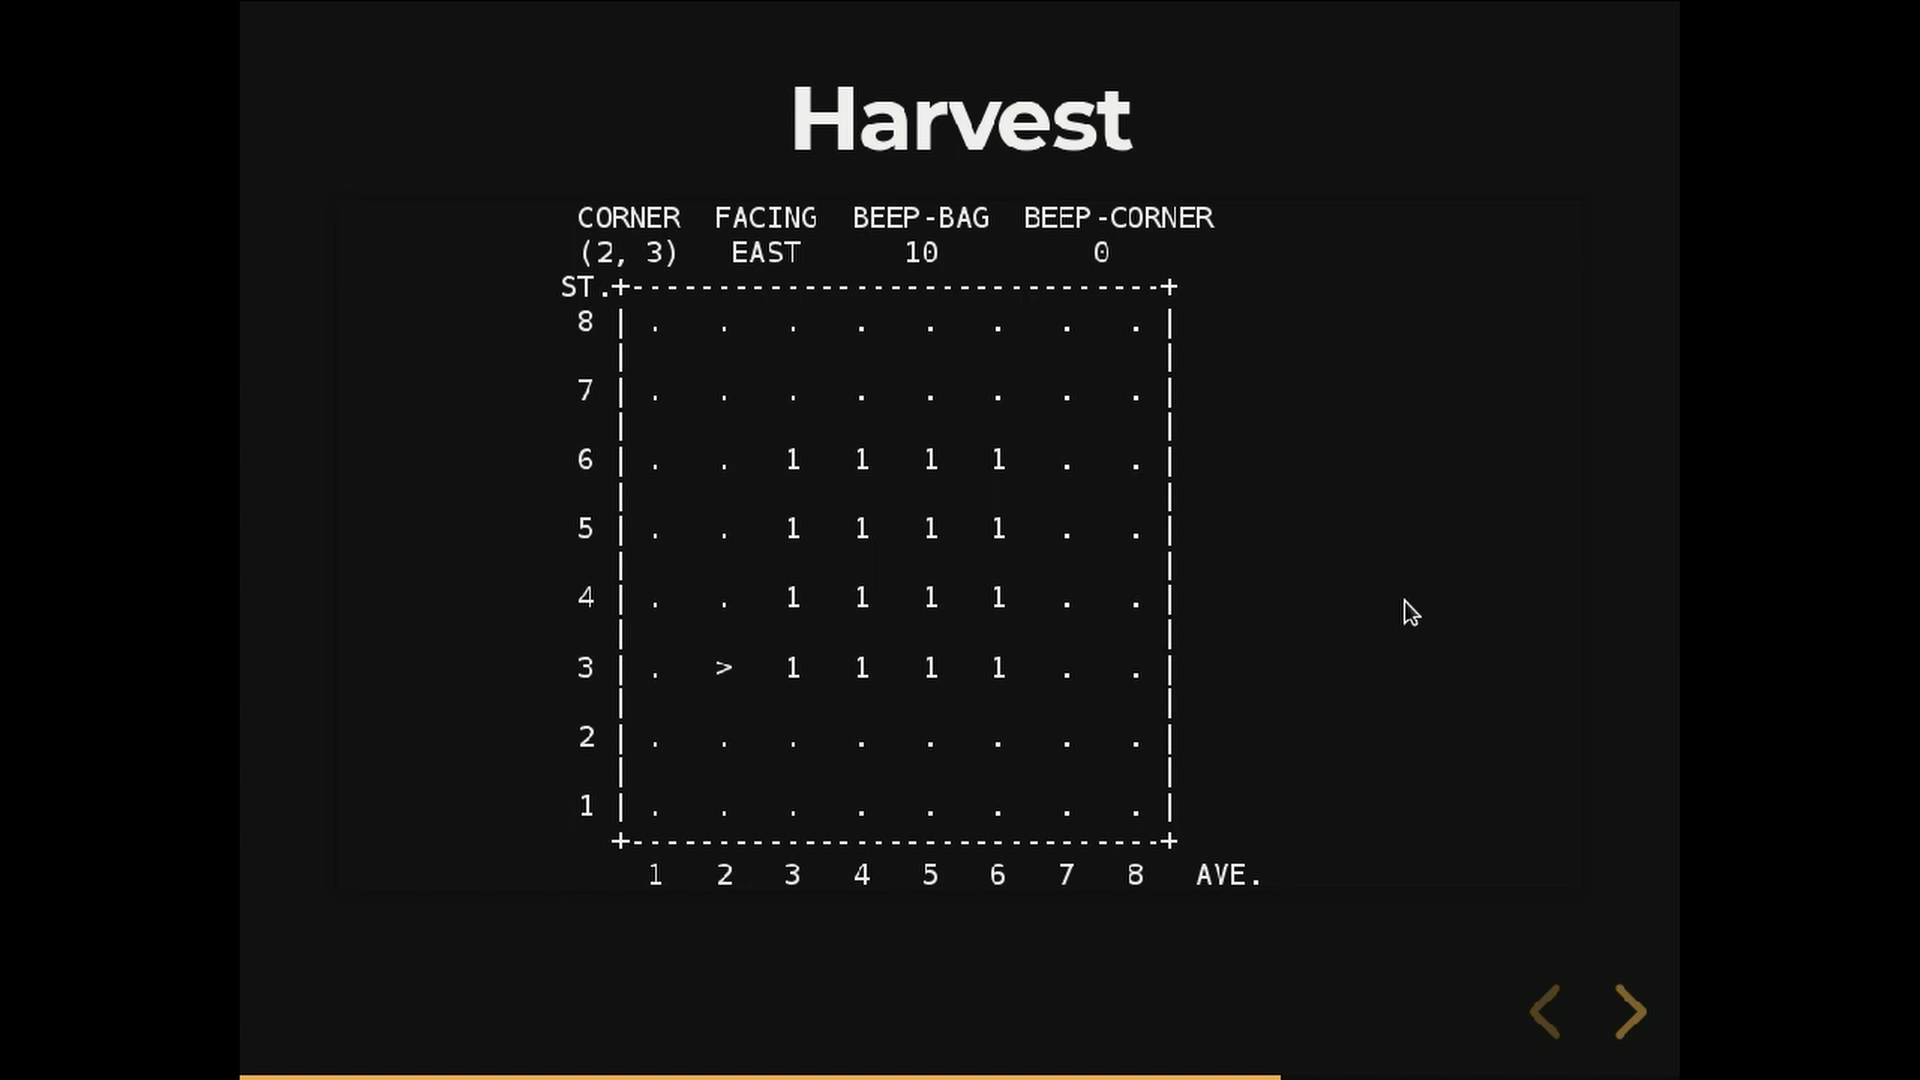 Harvest
CORNER  FACING  BEEP-BAG  BEEP-CORNER
(2, 3)   EAST      10         0
ST.+-------------------------------+
8 | .   .   .   .   .   .   .   . |
  |                               |
7 | .   .   .   .   .   .   .   . |
  |                               |
6 | .   .   1   1   1   1   .   . |
  |                               |
5 | .   .   1   1   1   1   .   . |
  |                               |
4 | .   .   1   1   1   1   .   . |
  |                               |
3 | .   >   1   1   1   1   .   . |
  |                               |
2 | .   .   .   .   .   .   .   . |
  |                               |
1 | .   .   .   .   .   .   .   . |
  +-------------------------------+
    1   2   3   4   5   6   7   8   AVE.